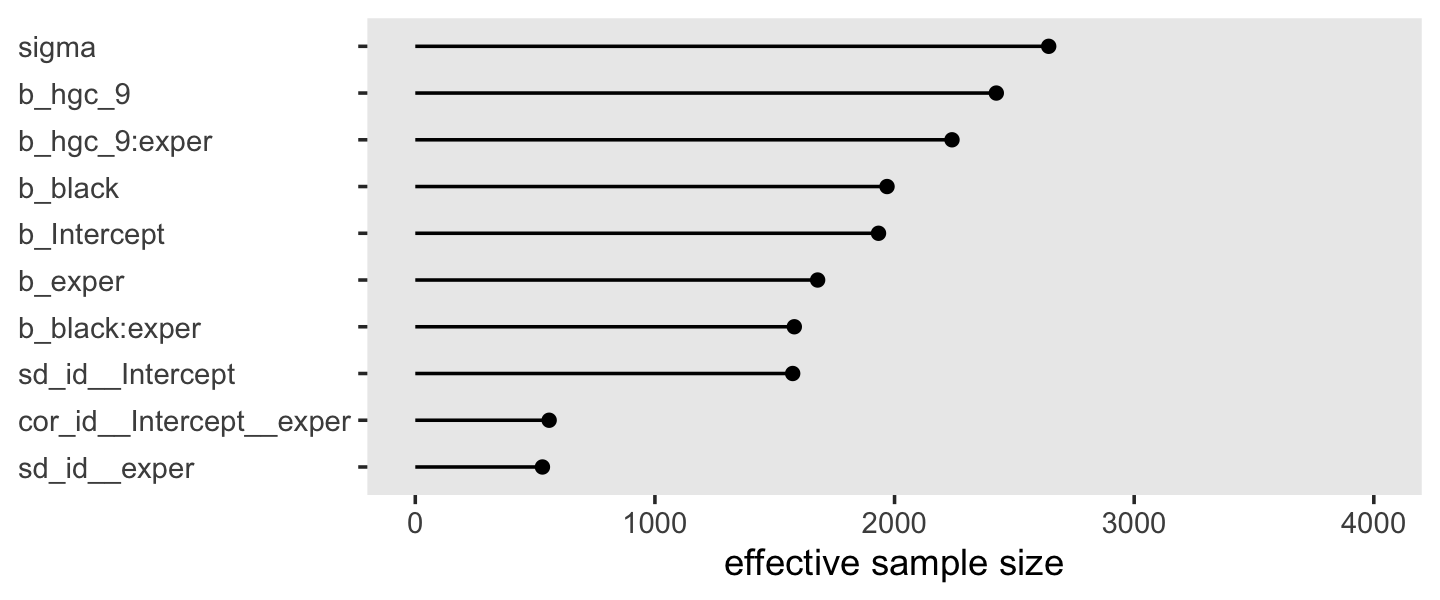 sigma
b_hgc_9
b_hgc_9:exper
b_black
b_Intercept
b_exper
b_black:exper
sd_id__Intercept
cor_id__Intercept__exper
sd_id__exper
0 1000 2000 3000 4000
effective sample size